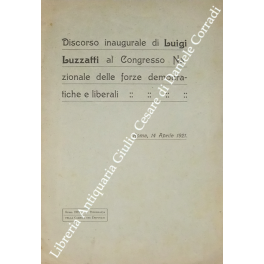 Discorso inaugurale di Luigi
Luzzatti al Congresso Na-
zionale delle forze democra-
tiche e liberali :: :: :: ::
Roma, 14 Aprile 1921
Libreria Antiquaria Giulio Cesare di Daniele Corradi